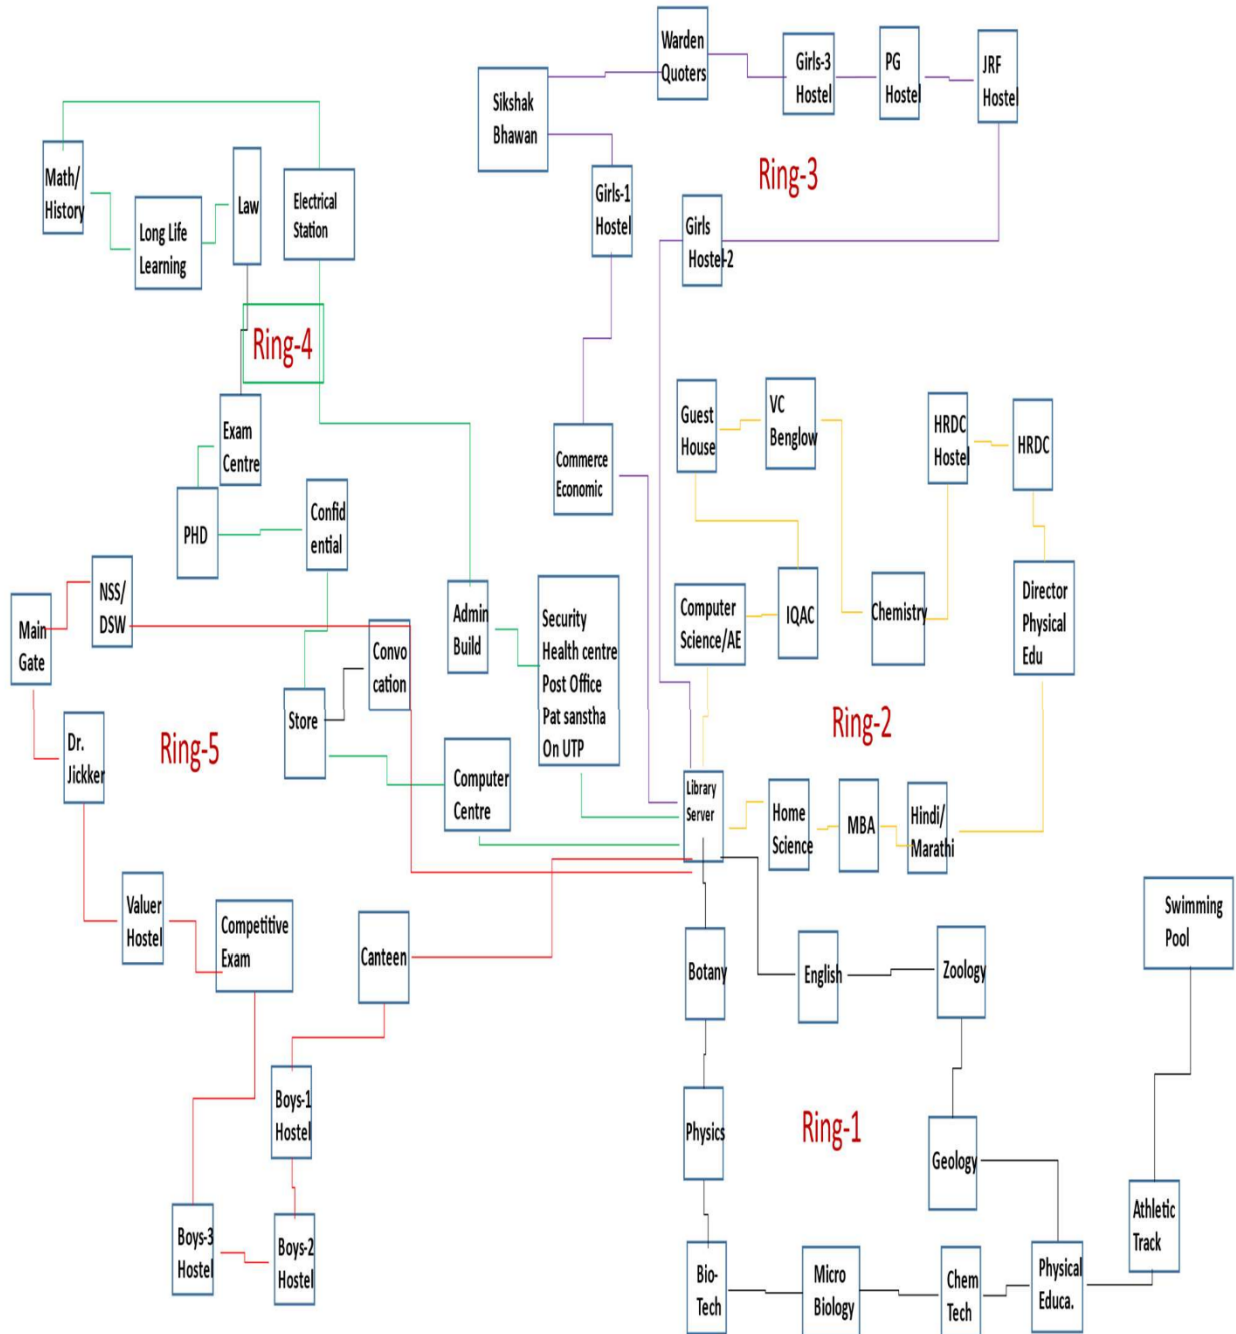 Warden
Quoters
Girls-3
Hostel
PG
Hostel
JRF
Hostel
Sikshak
Bhawan
Ring-3
Girls-1
Hostel
Girls
Hostel-2
Math/
History
Long Life
Learning
Law
Electrical
Station
Ring-4
Exam
Centre
PHD
Confid
ential
Commerce
Economic
Guest
House
VC
Benglow
HRDC
Hostel
HRDC
NSS/
DSW
Main
Gate
Admin
Build
Security
Health centre
Post Office
Pat sanstha
On UTP
Computer
Science/AE
IQAC
Chemistry
Director
Physical
Edu
Convo
cation
Store
Ring-5
Dr.
Jickker
Ring-2
Computer
Centre
Library
Server
Home
Science
MBA
Hindi/
Marathi
Valuer
Hostel
Competitive
Exam
Canteen
Botany
English
Zoology
Swimming
Pool
Boys-1
Hostel
Physics
Ring-1
Geology
Athletic
Track
Boys-3
Hostel
Boys-2
Hostel
Bio-
Tech
Micro
Biology
Chem
Tech
Physical
Educa.